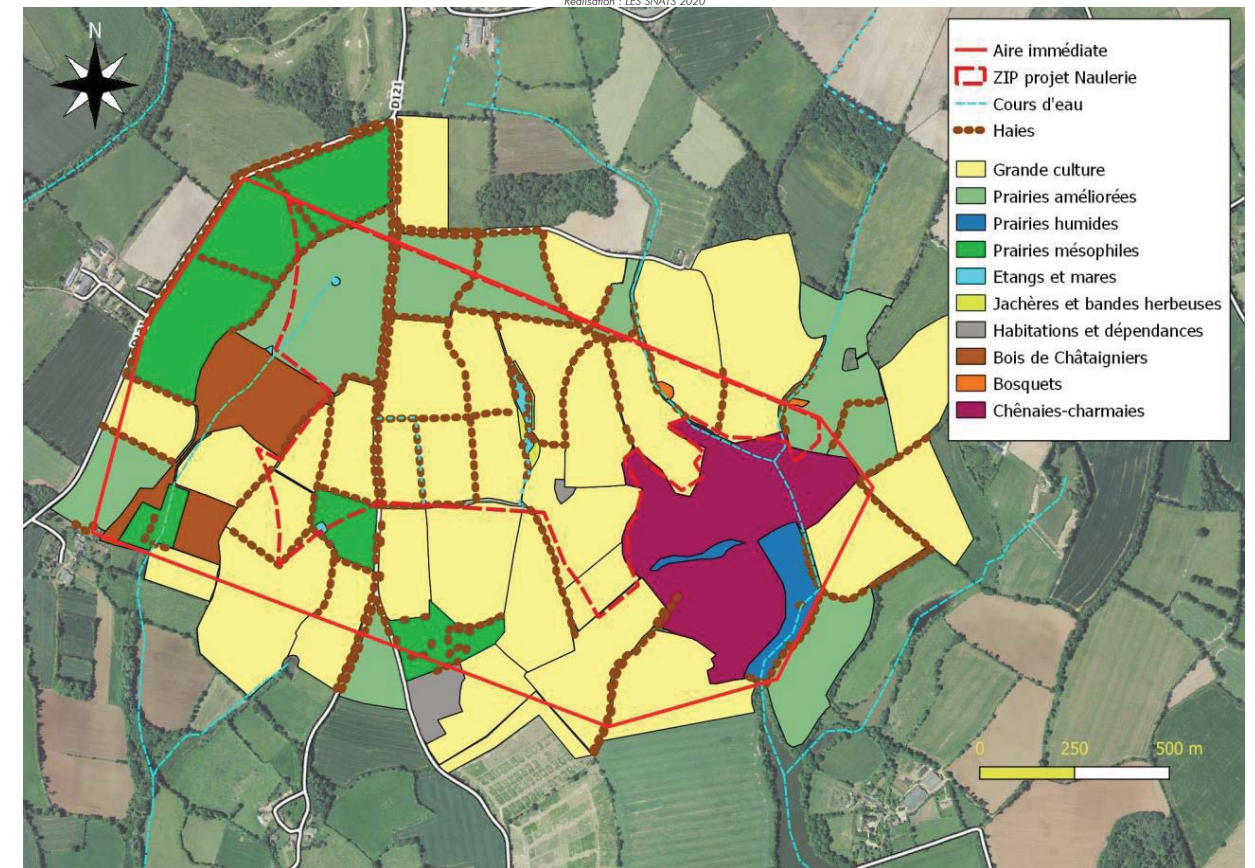 Réalisation : LES SNATS 2020
N
D121
Aire immédiate
ZIP projet Naulerie
Cours d'eau
Haies
Grande culture
Prairies améliorées
Prairies humides
Prairies mésophiles
Etangs et mares
Jachères et bandes herbeuses
Habitations et dépendances
Bois de Châtaigniers
Bosquets
Chênaies-charmaies
0 250 500 m